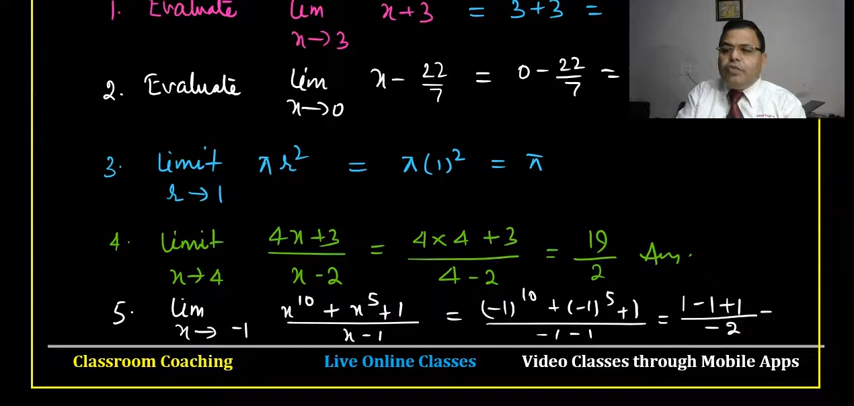 1. Evaluate lim x→3 x+3 = 3+3 =
2. Evaluate lim x→0 x - 22/7 = 0 - 22/7 =
3. limit r→1 πr² = π(1)² = π
4. limit x→4 (4x+3)/(x-2) = (4×4+3)/(4-2) = 19/2 Ans.
5. lim x→-1 (x¹⁰+x⁵+1)/(x-1) = ((-1)¹⁰+(-1)⁵+1)/(-1-1) = (1-1+1)/(-2) =
Classroom Coaching Live Online Classes Video Classes through Mobile Apps